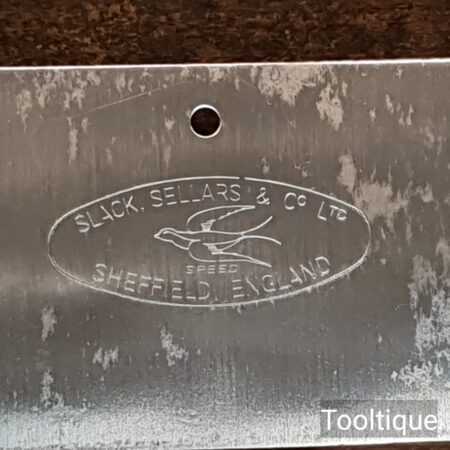 SLACK, SELLARS & Co LTD
SPEED
SHEFFIELD, ENGLAND
Tooltique